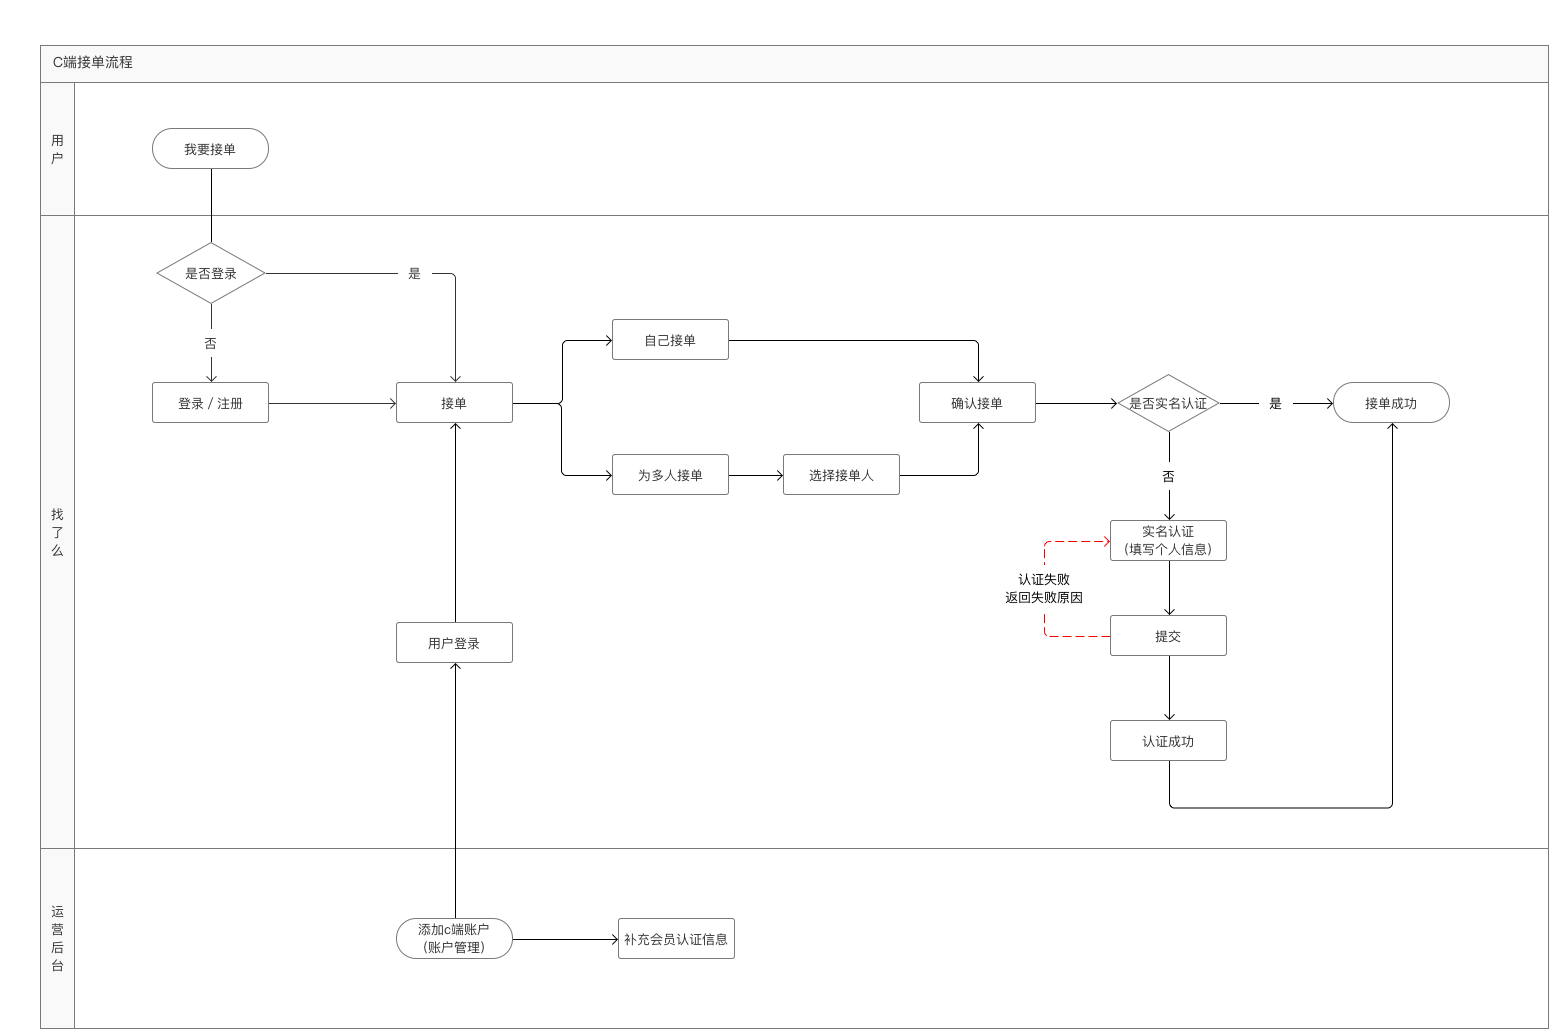 C端接单流程
用
户
我要接单
找
了
么
是否登录
是
否
登录 / 注册
接单
自己接单
为多人接单
选择接单人
确认接单
是否实名认证
是
接单成功
否
实名认证
（填写个人信息）
认证失败
返回失败原因
提交
认证成功
用户登录
运
营
后
台
添加c端账户
（账户管理）
补充会员认证信息